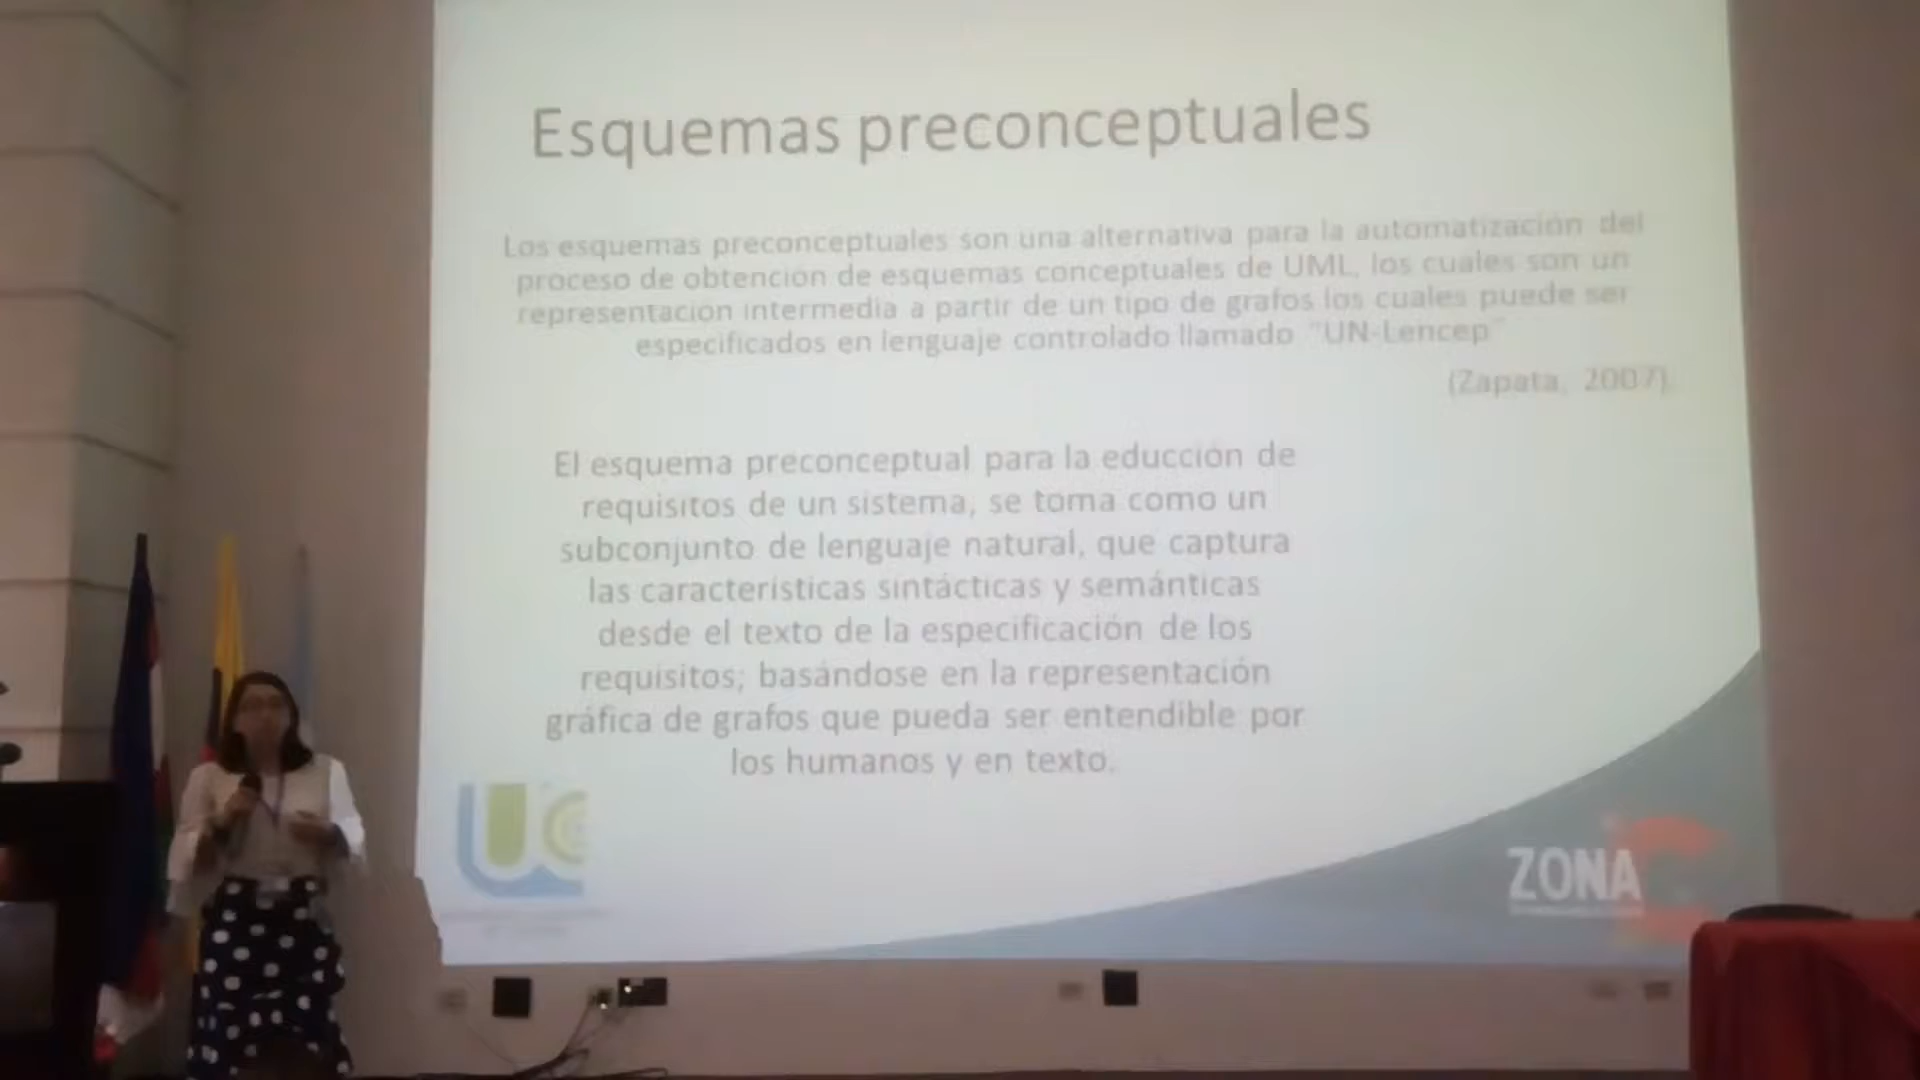 Esquemas preconceptuales
Los esquemas preconceptuales son una alternativa para la automatización del
proceso de obtención de esquemas conceptuales de UML, los cuales son un
representación intermedia a partir de un tipo de grafos los cuales puede ser
especificados en lenguaje controlado llamado "UN-Lencep"
(Zapata, 2007).
El esquema preconceptual para la educción de
requisitos de un sistema, se toma como un
subconjunto de lenguaje natural, que captura
las características sintácticas y semánticas
desde el texto de la especificación de los
requisitos; basándose en la representación
gráfica de grafos que pueda ser entendible por
los humanos y en texto.
UC
ZONA